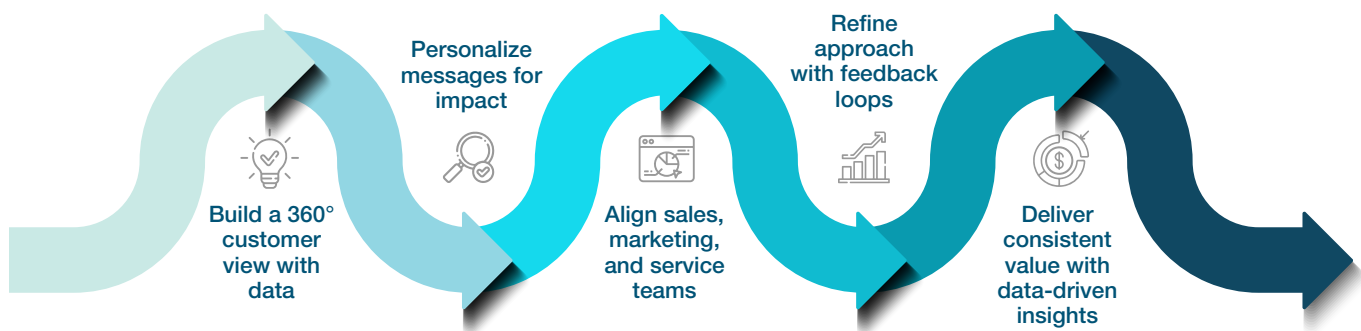 Build a 360°
customer
view with
data
Personalize
messages for
impact
Align sales,
marketing,
and service
teams
Refine
approach
with feedback
loops
Deliver
consistent
value with
data-driven
insights